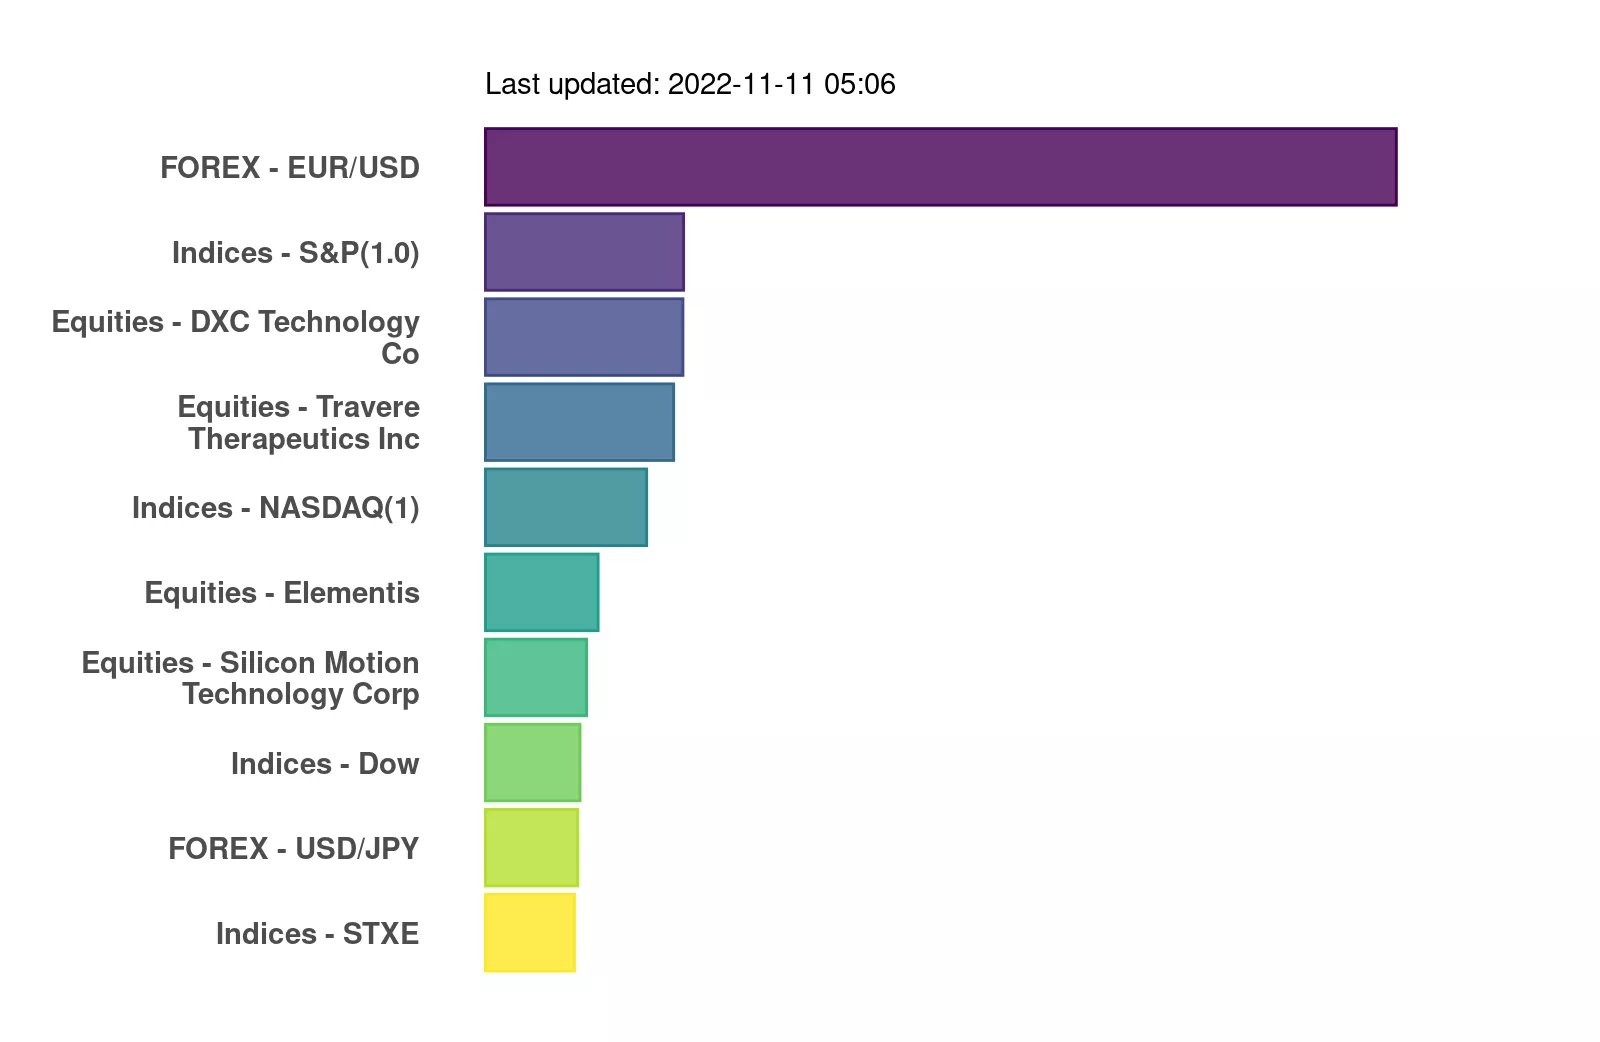 Last updated: 2022-11-11 05:06
FOREX - EUR/USD
Indices - S&P(1.0)
Equities - DXC Technology
Co
Equities - Travere
Therapeutics Inc
Indices - NASDAQ(1)
Equities - Elementis
Equities - Silicon Motion
Technology Corp
Indices - Dow
FOREX - USD/JPY
Indices - STXE